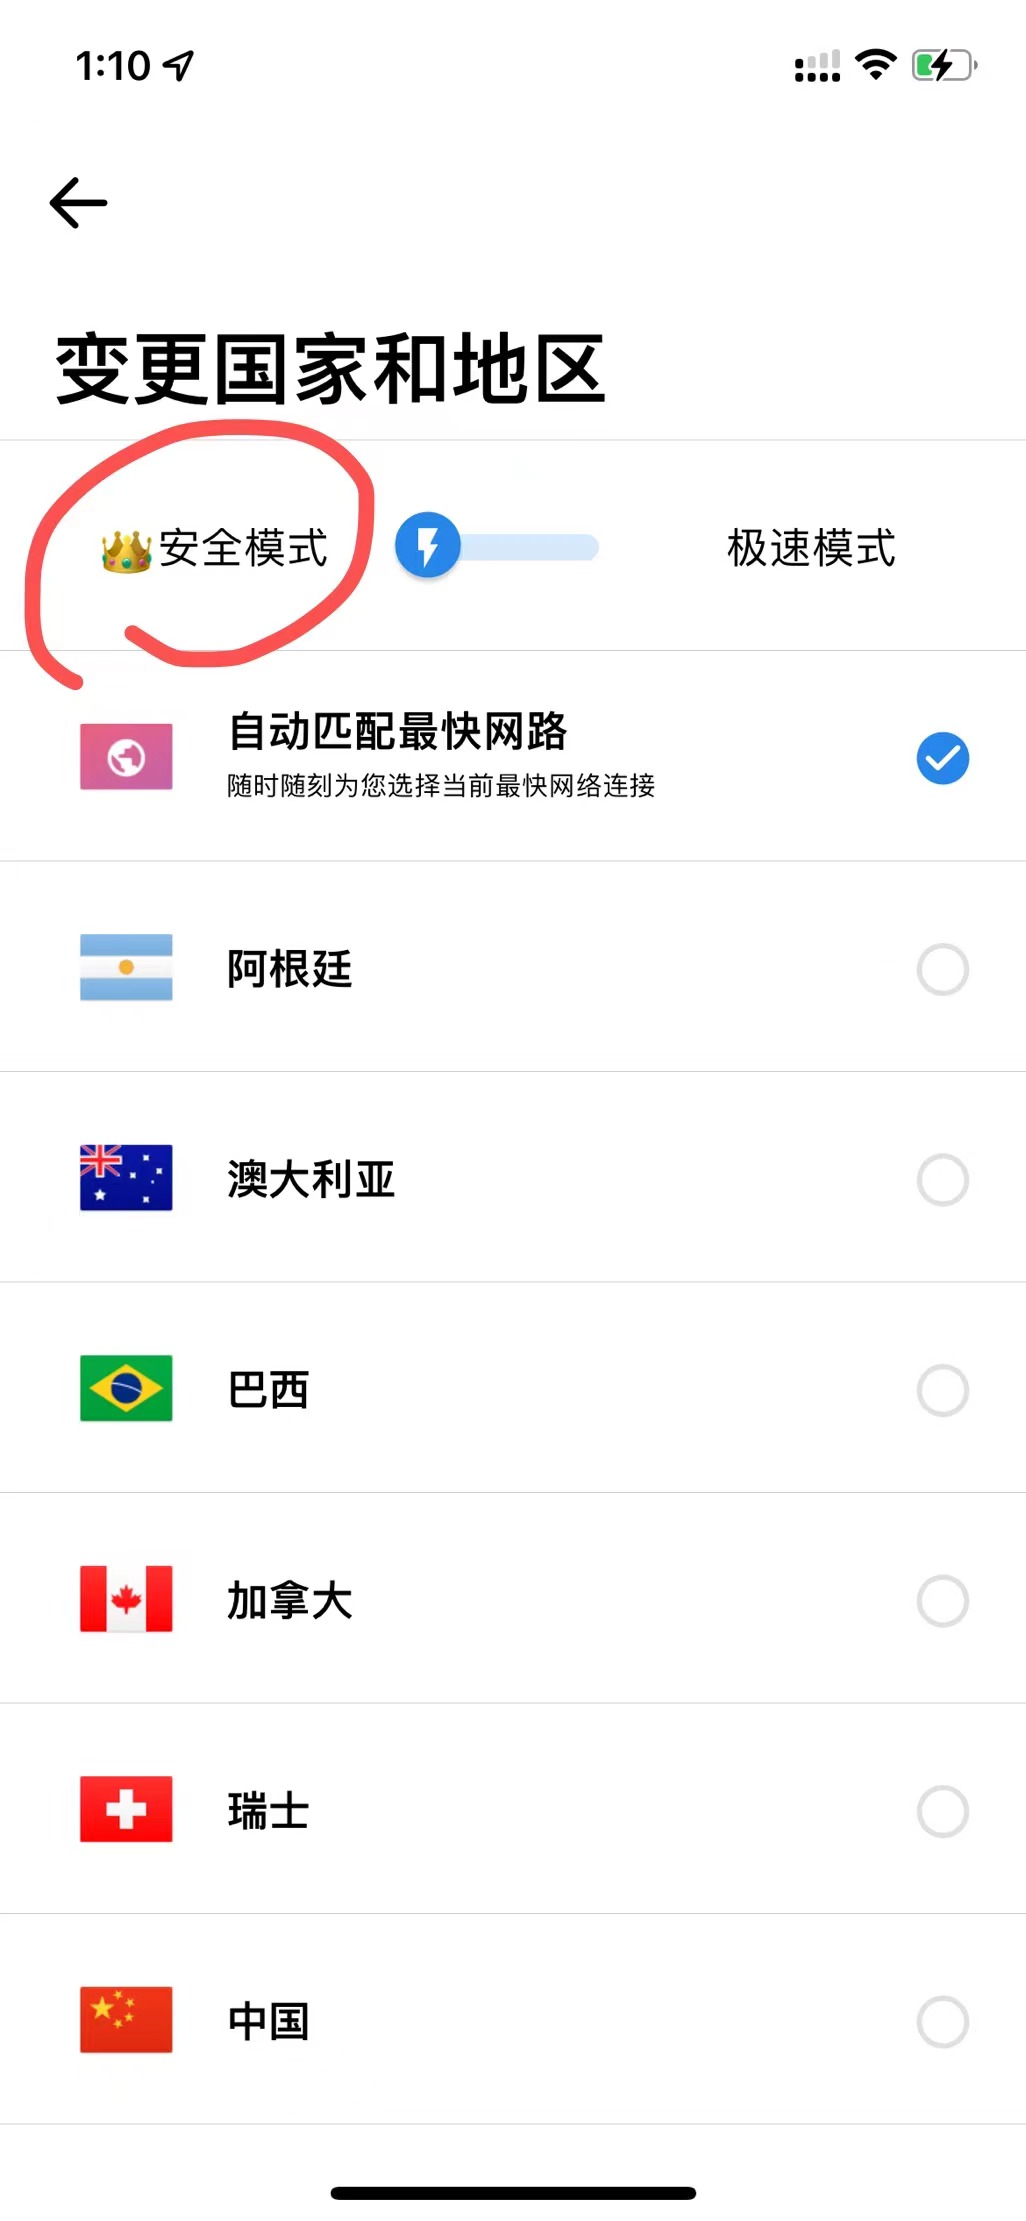 1:10
变更国家和地区
安全模式
极速模式
自动匹配最快网路
随时随刻为您选择当前最快网络连接
阿根廷
澳大利亚
巴西
加拿大
瑞士
中国